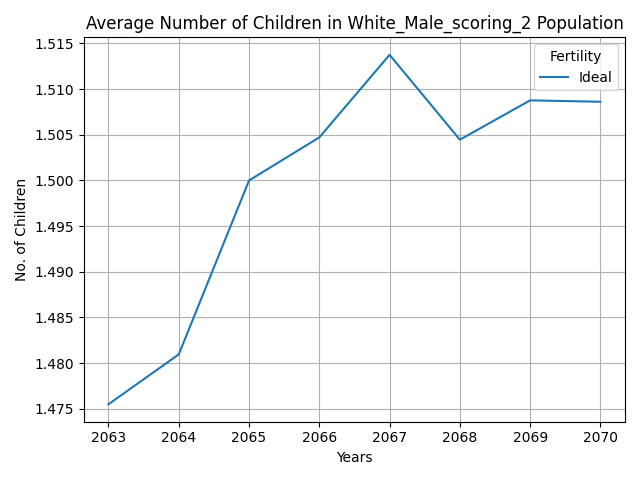 Average Number of Children in White_Male_scoring_2 Population
1.515
1.510
1.505
1.500
1.495
1.490
1.485
1.480
1.475
No. of Children
Fertility
Ideal
2063 2064 2065 2066 2067 2068 2069 2070
Years